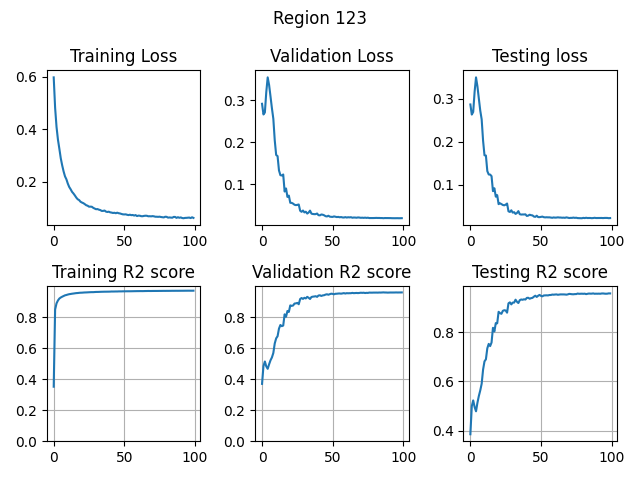 Region 123
Training Loss
Validation Loss
Testing loss
0.6
0.4
0.2
0 50 100
0.3
0.2
0.1
0 50 100
0.3
0.2
0.1
0 50 100
Training R2 score
Validation R2 score
Testing R2 score
0.8
0.6
0.4
0.2
0.0
0 50 100
0.8
0.6
0.4
0.2
0.0
0 50 100
0.8
0.6
0.4
0 50 100